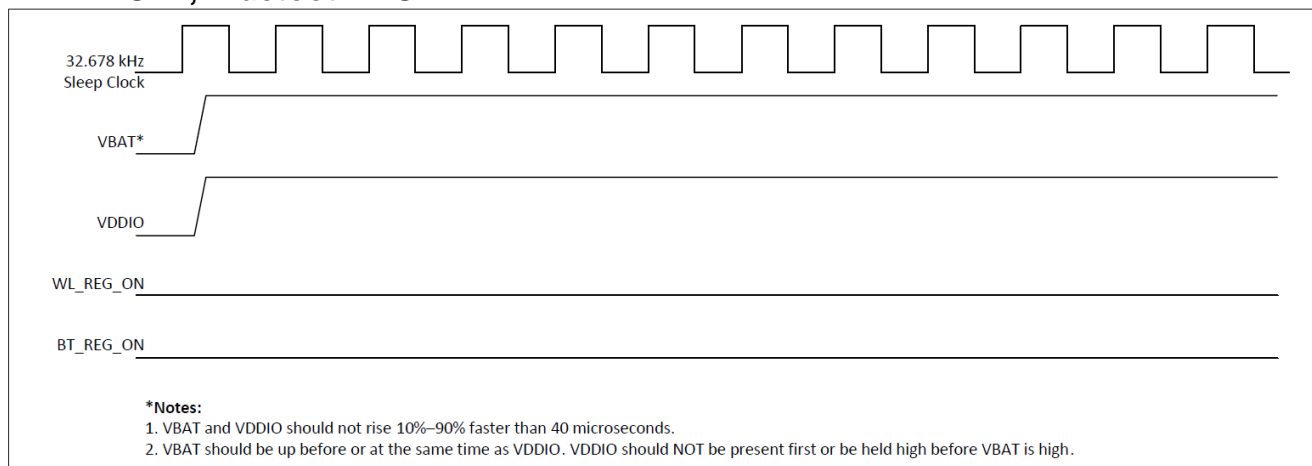 32.678 kHz
Sleep Clock
VBAT*
VDDIO
WL_REG_ON
BT_REG_ON
*Notes:
1. VBAT and VDDIO should not rise 10%–90% faster than 40 microseconds.
2. VBAT should be up before or at the same time as VDDIO. VDDIO should NOT be present first or be held high before VBAT is high.